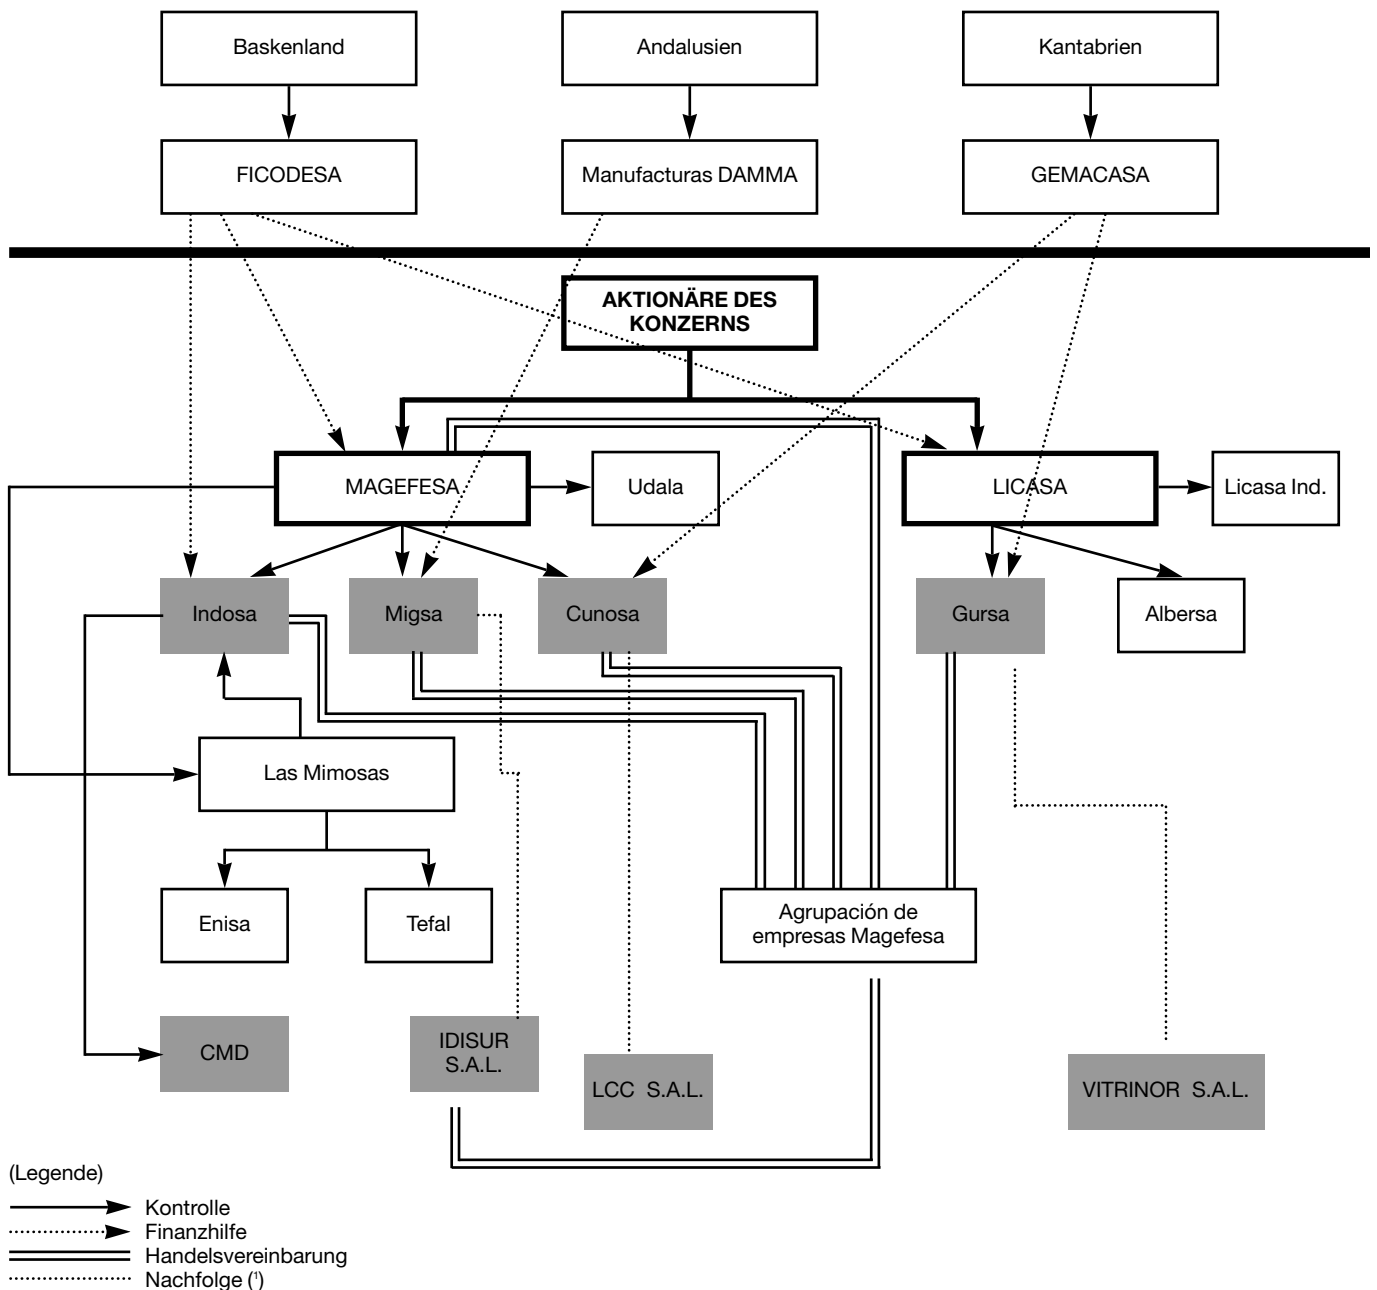 Baskenland
Andalusien
Kantabrien
FICODESA
Manufacturas DAMMA
GEMACASA
AKTIONÄRE DES
KONZERNS
MAGEFESA
Udala
LICASA
Licasa Ind.
Indosa
Migsa
Cunosa
Gursa
Albersa
Las Mimosas
Enisa
Tefal
Agrupación de
empresas Magefesa
CMD
IDISUR
S.A.L.
LCC S.A.L.
VITRINOR S.A.L.
(Legende)
Kontrolle
Finanzhilfe
Handelsvereinbarung
Nachfolge (¹)